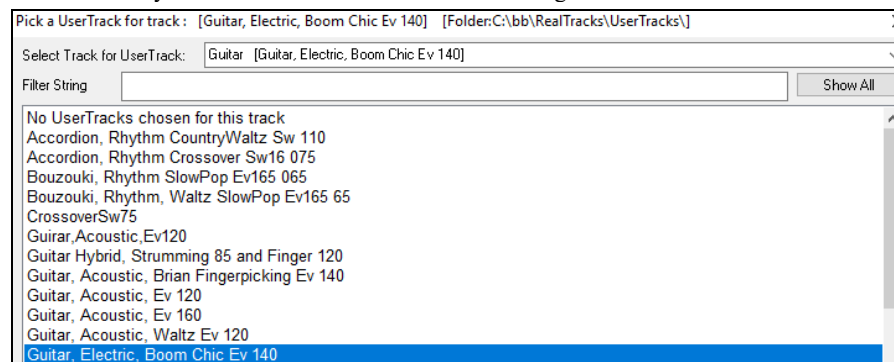 Pick a UserTrack for track : [Guitar, Electric, Boom Chic Ev 140] [Folder:C:\bb\RealTracks\UserTracks\]
Select Track for UserTrack: Guitar [Guitar, Electric, Boom Chic Ev 140]
Filter String Show All
No UserTracks chosen for this track
Accordion, Rhythm CountryWaltz Sw 110
Accordion, Rhythm Crossover Sw16 075
Bouzouki, Rhythm SlowPop Ev165 065
Bouzouki, Rhythm, Waltz SlowPop Ev165 65
CrossoverSw75
Guirar,Acoustic,Ev120
Guitar Hybrid, Strumming 85 and Finger 120
Guitar, Acoustic, Brian Fingerpicking Ev 140
Guitar, Acoustic, Ev 120
Guitar, Acoustic, Ev 160
Guitar, Acoustic, Waltz Ev 120
Guitar, Electric, Boom Chic Ev 140